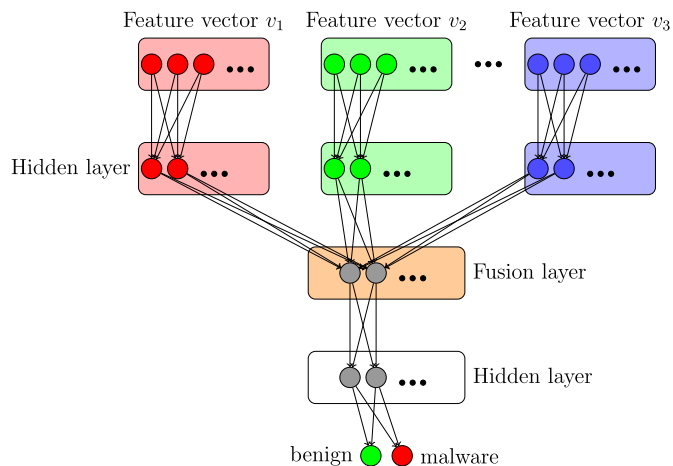 Feature vector v₁
Feature vector v₂
Feature vector v₃
Hidden layer
Fusion layer
Hidden layer
benign
malware